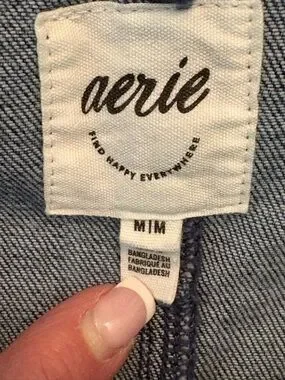 aerie
FIND HAPPY EVERYWHERE
M|M
BANGLADESH
FABRIQUÉ AU
BANGLADESH